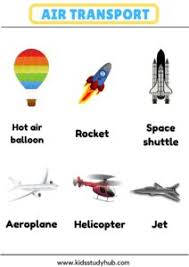 AIR TRANSPORT
Hot air
balloon
Rocket
Space
shuttle
Aeroplane
Helicopter
Jet
www.kidsstudyhub.com